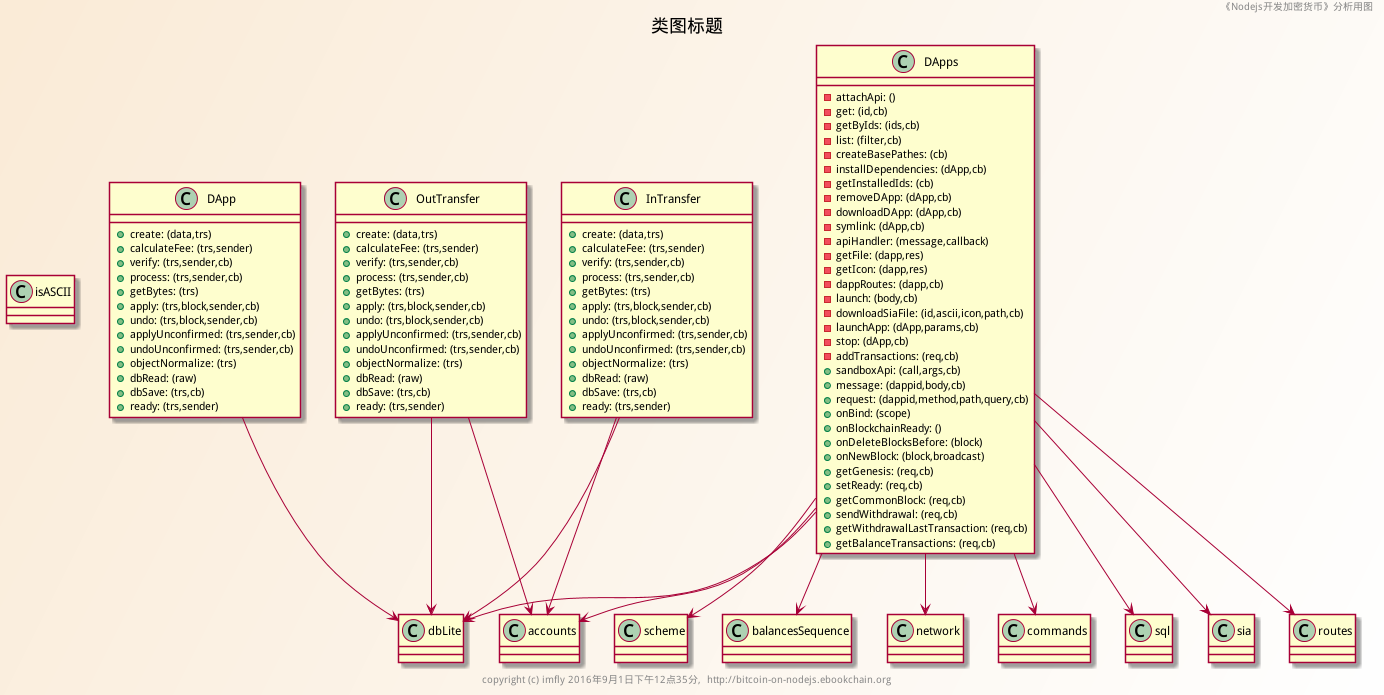 《Nodejs开发加密货币》分析用图
类图标题
C DApps
attachApi: ()
get: (id,cb)
getByIds: (ids,cb)
list: (filter,cb)
createBasePathes: (cb)
installDependencies: (dApp,cb)
getInstalledIds: (cb)
removeDApp: (dApp,cb)
downloadDApp: (dApp,cb)
symlink: (dApp,cb)
apiHandler: (message,callback)
getFile: (dapp,res)
getIcon: (dapp,res)
dappRoutes: (dapp,cb)
launch: (body,cb)
downloadSiaFile: (id,ascii,icon,path,cb)
launchApp: (dApp,params,cb)
stop: (dApp,cb)
addTransactions: (req,cb)
sandboxApi: (call,args,cb)
message: (dappid,body,cb)
request: (dappid,method,path,query,cb)
onBind: (scope)
onBlockchainReady: ()
onDeleteBlocksBefore: (block)
onNewBlock: (block,broadcast)
getGenesis: (req,cb)
setReady: (req,cb)
getCommonBlock: (req,cb)
sendWithdrawal: (req,cb)
getWithdrawalLastTransaction: (req,cb)
getBalanceTransactions: (req,cb)
C isASCII
C DApp
create: (data,trs)
calculateFee: (trs,sender)
verify: (trs,sender,cb)
process: (trs,sender,cb)
getBytes: (trs)
apply: (trs,block,sender,cb)
undo: (trs,block,sender,cb)
applyUnconfirmed: (trs,sender,cb)
undoUnconfirmed: (trs,sender,cb)
objectNormalize: (trs)
dbRead: (raw)
dbSave: (trs,cb)
ready: (trs,sender)
C OutTransfer
create: (data,trs)
calculateFee: (trs,sender)
verify: (trs,sender,cb)
process: (trs,sender,cb)
getBytes: (trs)
apply: (trs,block,sender,cb)
undo: (trs,block,sender,cb)
applyUnconfirmed: (trs,sender,cb)
undoUnconfirmed: (trs,sender,cb)
objectNormalize: (trs)
dbRead: (raw)
dbSave: (trs,cb)
ready: (trs,sender)
C InTransfer
create: (data,trs)
calculateFee: (trs,sender)
verify: (trs,sender,cb)
process: (trs,sender,cb)
getBytes: (trs)
apply: (trs,block,sender,cb)
undo: (trs,block,sender,cb)
applyUnconfirmed: (trs,sender,cb)
undoUnconfirmed: (trs,sender,cb)
objectNormalize: (trs)
dbRead: (raw)
dbSave: (trs,cb)
ready: (trs,sender)
C dbLite
C accounts
C scheme
C balancesSequence
C network
C commands
C sql
C sia
C routes
copyright (c) imfly 2016年9月1日下午12点35分，http://bitcoin-on-nodejs.ebookchain.org